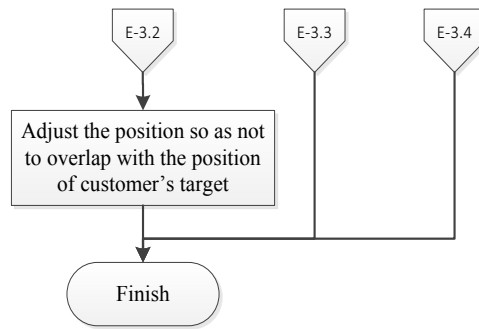 E-3.2
E-3.3
E-3.4
Adjust the position so as not
to overlap with the position
of customer’s target
Finish